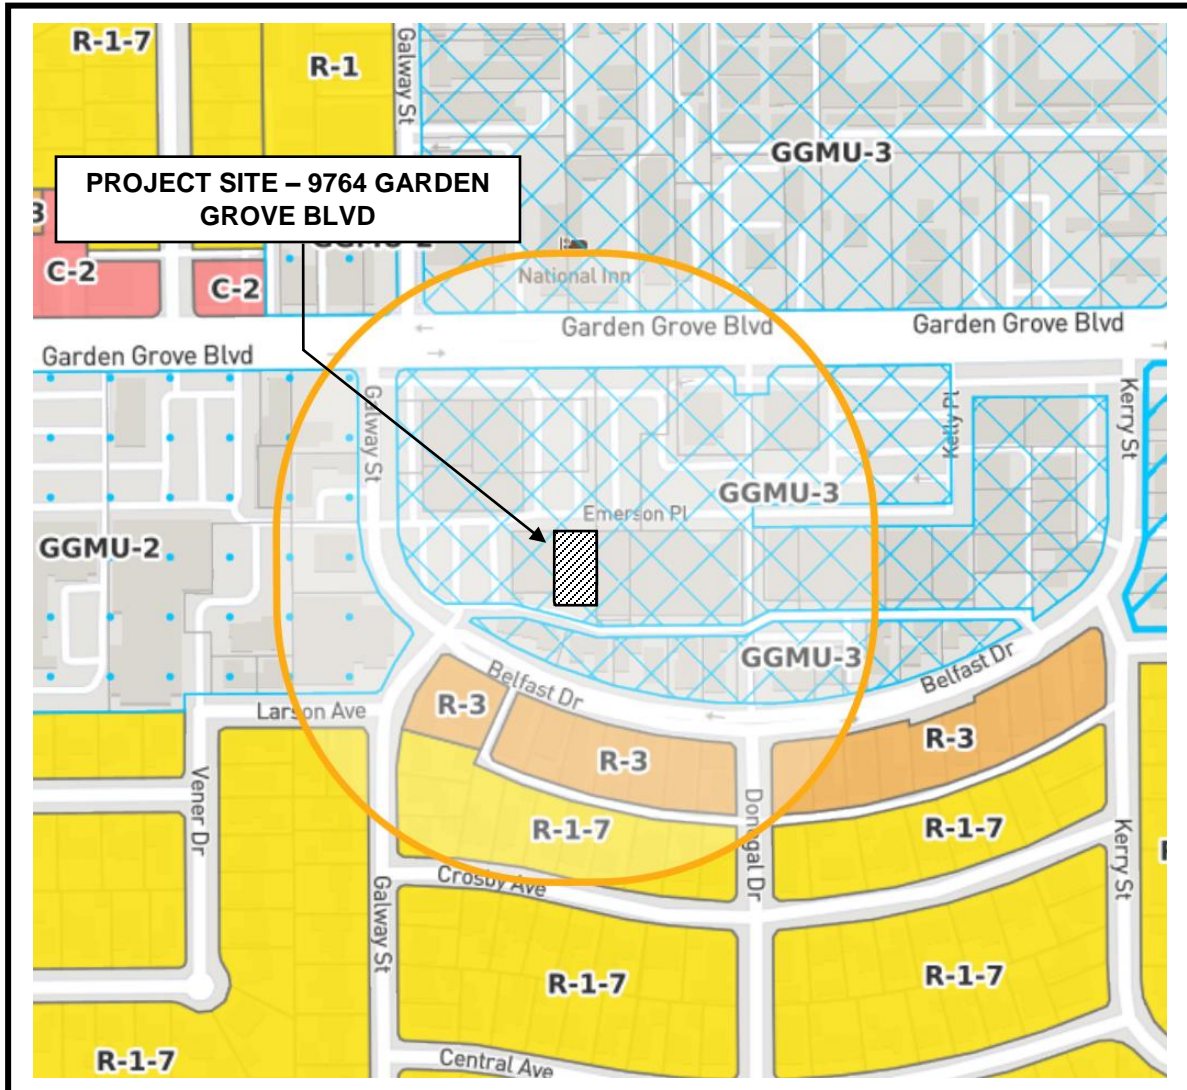 R-1-7
R-1
Galway St
GGMU-3
PROJECT SITE – 9764 GARDEN
GROVE BLVD
C-2
C-2
National Inn
Garden Grove Blvd
Garden Grove Blvd
Garden Grove Blvd
Galway St
Kelly Pl
Kerry St
GGMU-3
Emerson Pl
GGMU-2
GGMU-3
Belfast Dr
Belfast Dr
Larson Ave
R-3
R-3
R-3
Vener Dr
Donegal Dr
R-1-7
R-1-7
Kerry St
Crosby Ave
Galway St
R-1-7
R-1-7
R-1-7
Central Ave